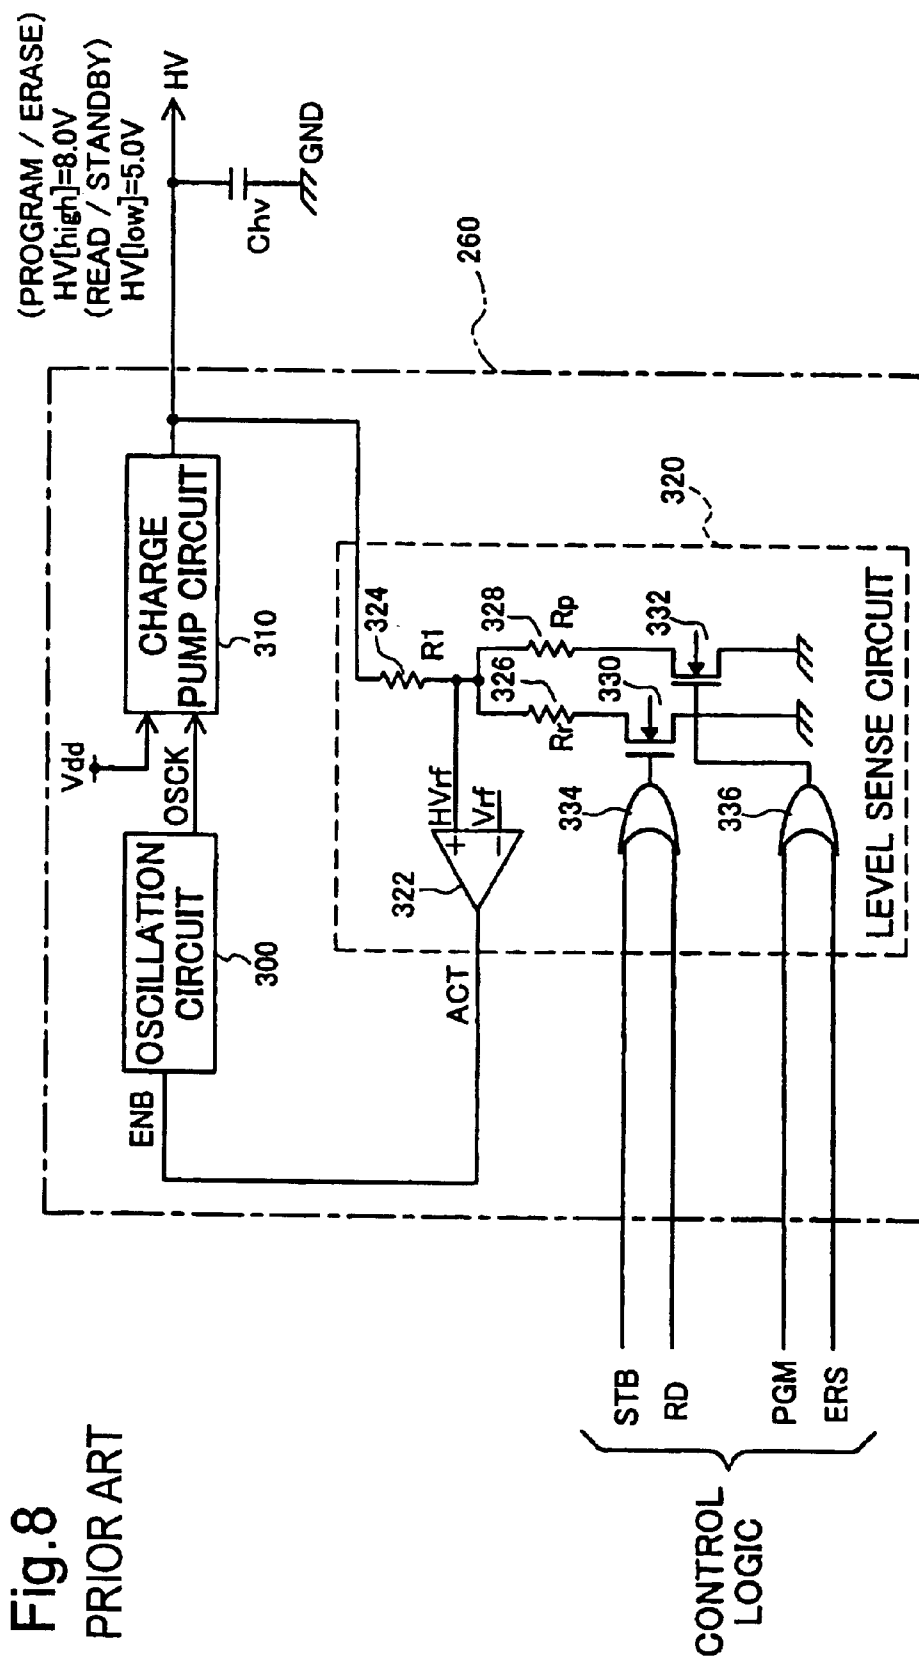 Fig.8
PRIOR ART
(PROGRAM / ERASE)
HV[high]=8.0V
(READ / STANDBY)
HV[low]=5.0V
HV
Chv
GND
260
Vdd
OSCILLATION
CIRCUIT
300
OSCK
CHARGE
PUMP CIRCUIT
310
ENB
ACT
320
324
R1
322
HVrf
+
Vrf
−
326
Rr
328
Rp
330
332
334
336
LEVEL SENSE CIRCUIT
STB
RD
PGM
ERS
CONTROL
LOGIC